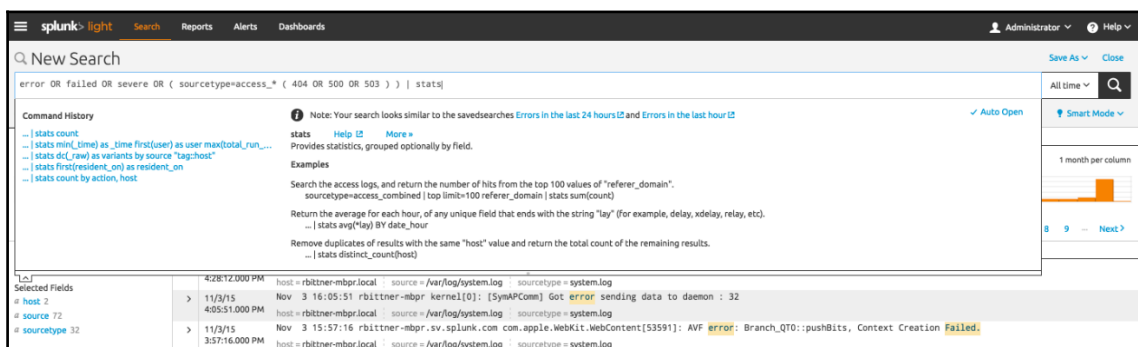 splunk> light Search Reports Alerts Dashboards Administrator Help
New Search Save As Close
error OR failed OR severe OR ( sourcetype=access_* ( 404 OR 500 OR 503 ) ) | stats All time
Command History
... | stats count
... | stats min(_time) as _time first(user) as user max(total_run_...
... | stats dc(_raw) as variants by source "tag::host"
... | stats first(resident_on) as resident_on
... | stats count by action, host
Note: Your search looks similar to the savedsearches Errors in the last 24 hours and Errors in the last hour
Auto Open
stats Help More »
Provides statistics, grouped optionally by field.
Examples
Search the access logs, and return the number of hits from the top 100 values of "referer_domain".
sourcetype=access_combined | top limit=100 referer_domain | stats sum(count)
Return the average for each hour, of any unique field that ends with the string "lay" (for example, delay, xdelay, relay, etc).
... | stats avg(*lay) BY date_hour
Remove duplicates of results with the same "host" value and return the total count of the remaining results.
... | stats distinct_count(host)
Smart Mode
1 month per column
8 9 ... Next >
Selected Fields
a host 2
a source 72
a sourcetype 32
4:28:12.000 PM host = rbittner-mbpr.local source = /var/log/system.log sourcetype = system.log
> 11/3/15 Nov 3 16:05:51 rbittner-mbpr kernel[0]: [SymAPComm] Got error sending data to daemon : 32
4:05:51.000 PM host = rbittner-mbpr.local source = /var/log/system.log sourcetype = system.log
> 11/3/15 Nov 3 15:57:16 rbittner-mbpr.sv.splunk.com com.apple.WebKit.WebContent[53591]: AVF error: Branch_QT0::pushBits, Context Creation Failed.
3:57:16.000 PM host = rbittner-mbpr.local source = /var/log/system.log sourcetype = system.log